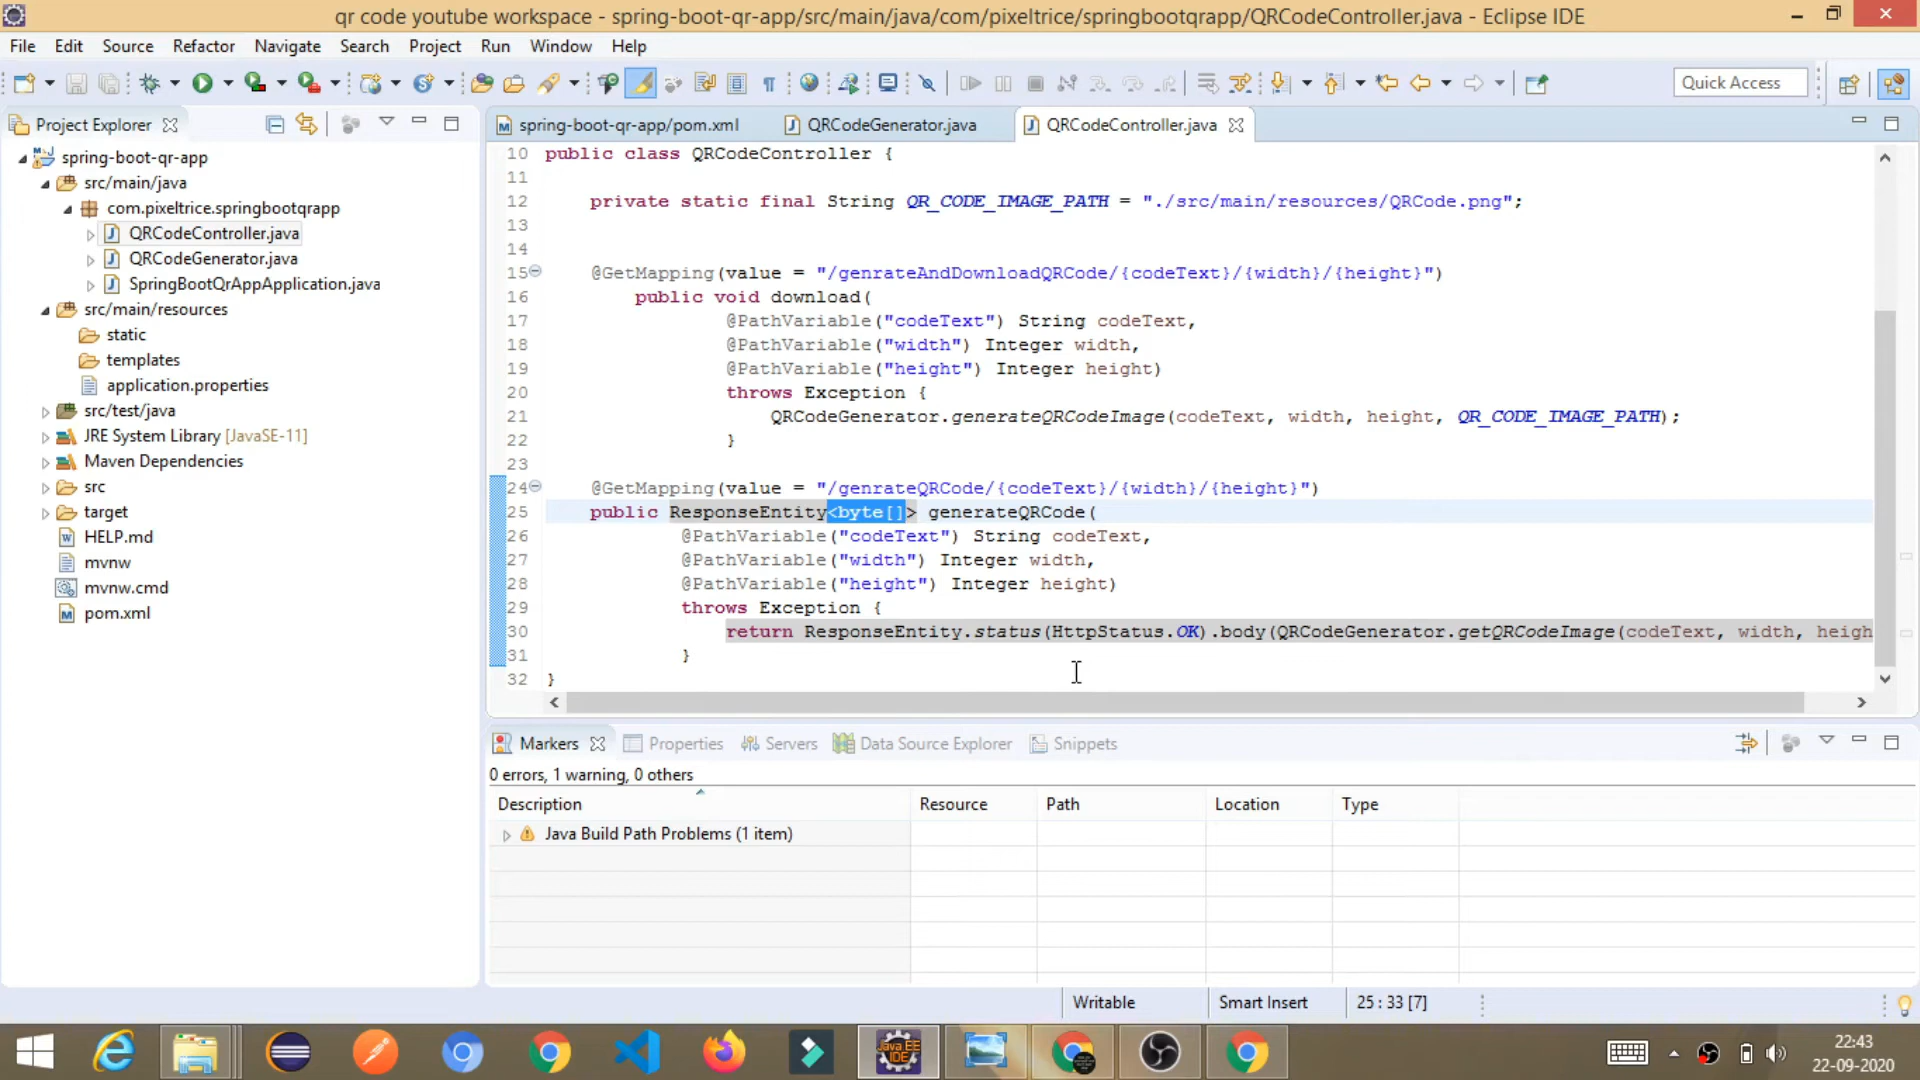 qr code youtube workspace - spring-boot-qr-app/src/main/java/com/pixeltrice/springbootqrapp/QRCodeController.java - Eclipse IDE
File Edit Source Refactor Navigate Search Project Run Window Help
Quick Access
Project Explorer
spring-boot-qr-app
src/main/java
com.pixeltrice.springbootqrapp
QRCodeController.java
QRCodeGenerator.java
SpringBootQrAppApplication.java
src/main/resources
static
templates
application.properties
src/test/java
JRE System Library [JavaSE-11]
Maven Dependencies
src
target
HELP.md
mvnw
mvnw.cmd
pom.xml
spring-boot-qr-app/pom.xml QRCodeGenerator.java QRCodeController.java
10 public class QRCodeController {
11
12 private static final String QR_CODE_IMAGE_PATH = "./src/main/resources/QRCode.png";
13
14
15 @GetMapping(value = "/genrateAndDownloadQRCode/{codeText}/{width}/{height}")
16 public void download(
17 @PathVariable("codeText") String codeText,
18 @PathVariable("width") Integer width,
19 @PathVariable("height") Integer height)
20 throws Exception {
21 QRCodeGenerator.generateQRCodeImage(codeText, width, height, QR_CODE_IMAGE_PATH);
22 }
23
24 @GetMapping(value = "/genrateQRCode/{codeText}/{width}/{height}")
25 public ResponseEntity<byte[]> generateQRCode(
26 @PathVariable("codeText") String codeText,
27 @PathVariable("width") Integer width,
28 @PathVariable("height") Integer height)
29 throws Exception {
30 return ResponseEntity.status(HttpStatus.OK).body(QRCodeGenerator.getQRCodeImage(codeText, width, heigh
31 }
32 }
Markers Properties Servers Data Source Explorer Snippets
0 errors, 1 warning, 0 others
Description Resource Path Location Type
Java Build Path Problems (1 item)
Writable Smart Insert 25 : 33 [7]
Java EE IDE
22:43
22-09-2020